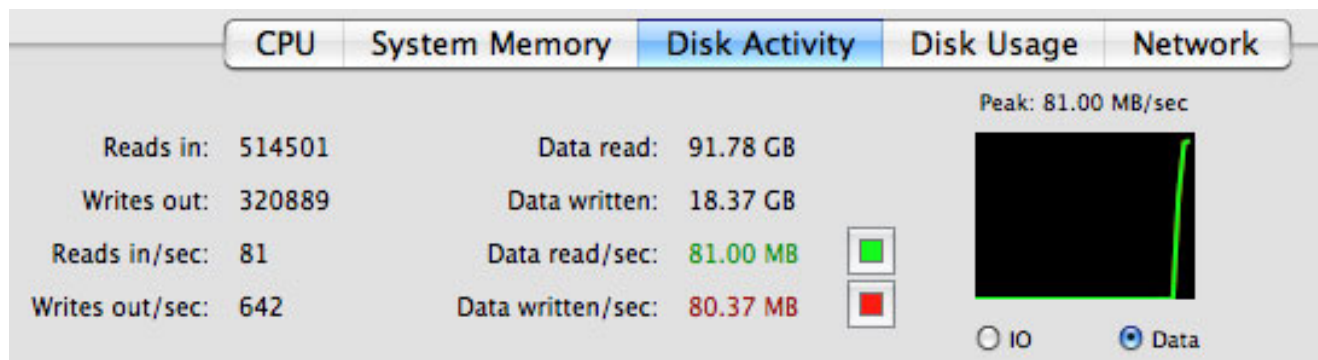 CPU System Memory Disk Activity Disk Usage Network
Peak: 81.00 MB/sec
Reads in: 514501 Data read: 91.78 GB
Writes out: 320889 Data written: 18.37 GB
Reads in/sec: 81 Data read/sec: 81.00 MB
Writes out/sec: 642 Data written/sec: 80.37 MB
IO Data